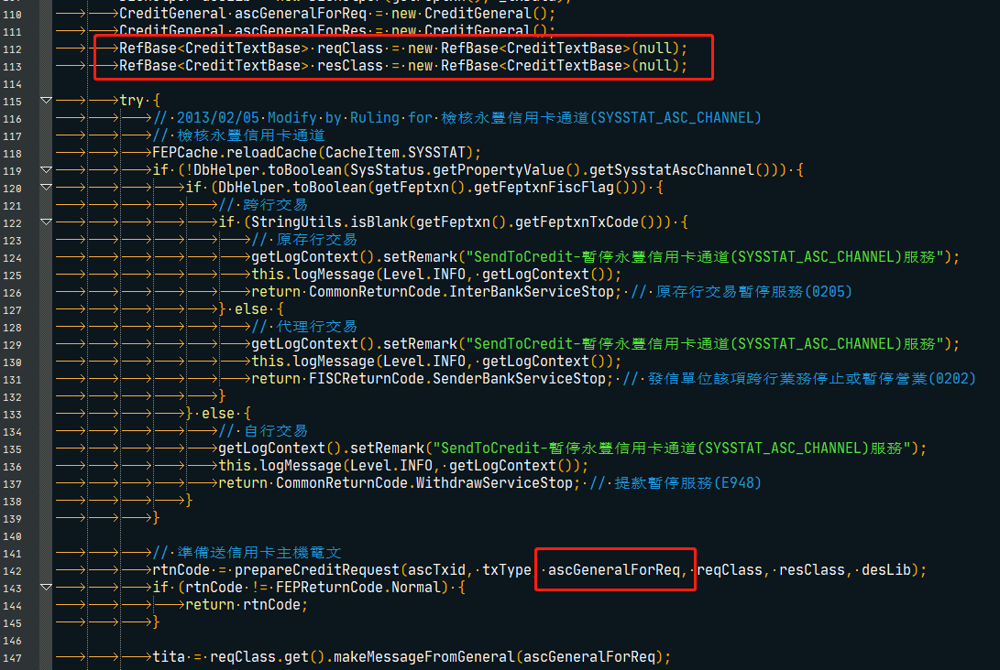 110 CreditGeneral ascGeneralForReq = new CreditGeneral();
111 CreditGeneral ascGeneralForRes = new CreditGeneral();
112 RefBase<CreditTextBase> reqClass = new RefBase<CreditTextBase>(null);
113 RefBase<CreditTextBase> resClass = new RefBase<CreditTextBase>(null);
114
115 try {
116 // 2013/02/05 Modify by Ruling for 檢核永豐信用卡通道(SYSSTAT_ASC_CHANNEL)
117 // 檢核永豐信用卡通道
118 FEPCache.reloadCache(CacheItem.SYSSTAT);
119 if (!DbHelper.toBoolean(SysStatus.getPropertyValue().getSysstatAscChannel())) {
120 if (DbHelper.toBoolean(getFeptxn().getFeptxnFiscFlag())) {
121 // 跨行交易
122 if (StringUtils.isBlank(getFeptxn().getFeptxnTxCode())) {
123 // 原存行交易
124 getLogContext().setRemark("SendToCredit-暫停永豐信用卡通道(SYSSTAT_ASC_CHANNEL)服務");
125 this.logMessage(Level.INFO, getLogContext());
126 return CommonReturnCode.InterBankServiceStop; // 原存行交易暫停服務(0205)
127 } else {
128 // 代理行交易
129 getLogContext().setRemark("SendToCredit-暫停永豐信用卡通道(SYSSTAT_ASC_CHANNEL)服務");
130 this.logMessage(Level.INFO, getLogContext());
131 return FISCReturnCode.SenderBankServiceStop; // 發信單位該項跨行業務停止或暫停營業(0202)
132 }
133 } else {
134 // 自行交易
135 getLogContext().setRemark("SendToCredit-暫停永豐信用卡通道(SYSSTAT_ASC_CHANNEL)服務");
136 this.logMessage(Level.INFO, getLogContext());
137 return CommonReturnCode.WithdrawServiceStop; // 提款暫停服務(E948)
138 }
139 }
140
141 // 準備送信用卡主機電文
142 rtnCode = prepareCreditRequest(ascTxid, txType, ascGeneralForReq, reqClass, resClass, desLib);
143 if (rtnCode != FEPReturnCode.Normal) {
144 return rtnCode;
145 }
146
147 tita = reqClass.get().makeMessageFromGeneral(ascGeneralForReq);